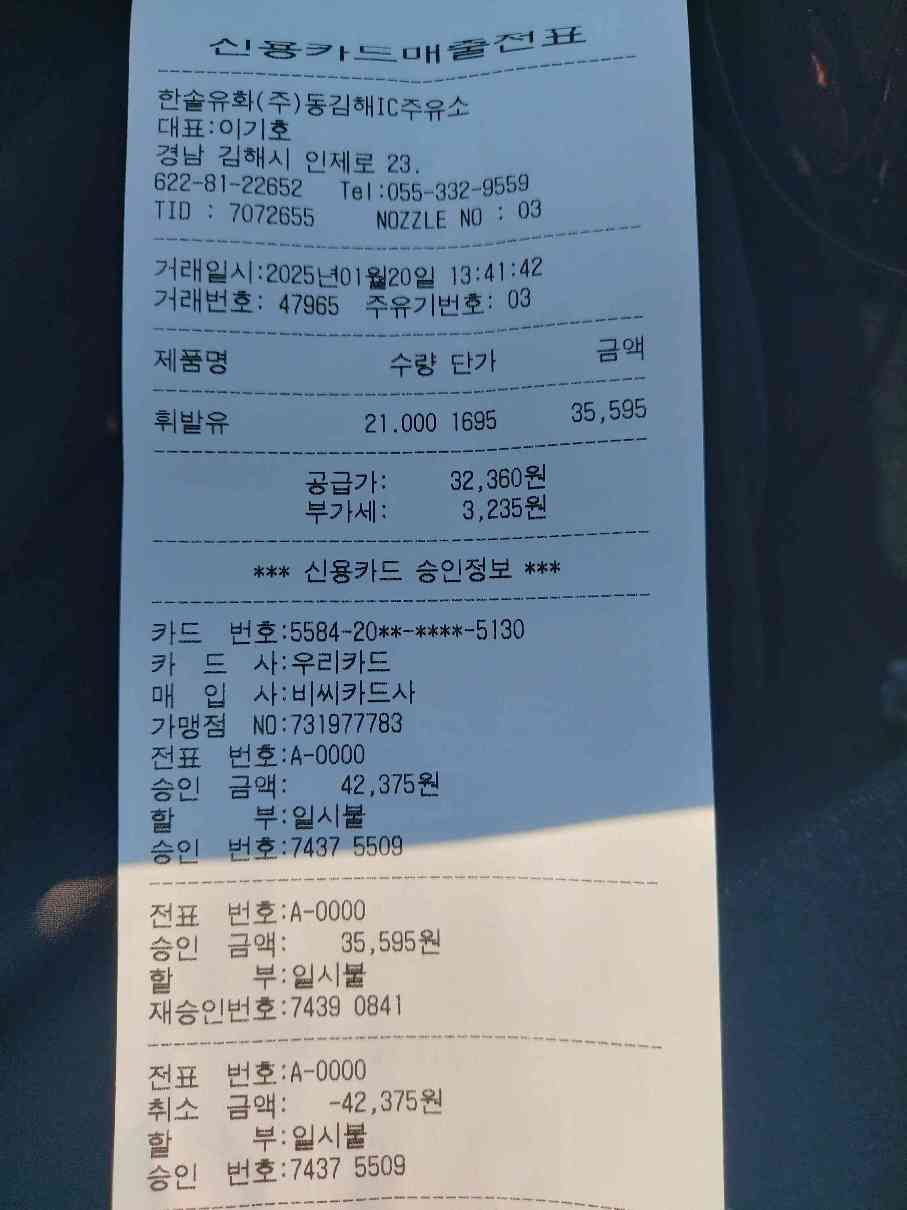 신용카드매출전표
한솔유화(주)동김해IC주유소
대표:이기호
경남 김해시 인제로 23.
622-81-22652 Tel:055-332-9559
TID : 7072655 NOZZLE NO : 03
거래일시:2025년01월20일 13:41:42
거래번호: 47965 주유기번호: 03
제품명 수량 단가 금액
휘발유 21.000 1695 35,595
공급가: 32,360원
부가세: 3,235원
*** 신용카드 승인정보 ***
카드 번호:5584-20**-****-5130
카 드 사:우리카드
매 입 사:비씨카드사
가맹점 NO:731977783
전표 번호:A-0000
승인 금액: 42,375원
할 부:일시불
승인 번호:7437 5509
전표 번호:A-0000
승인 금액: 35,595원
할 부:일시불
재승인번호:7439 0841
전표 번호:A-0000
취소 금액: -42,375원
할 부:일시불
승인 번호:7437 5509